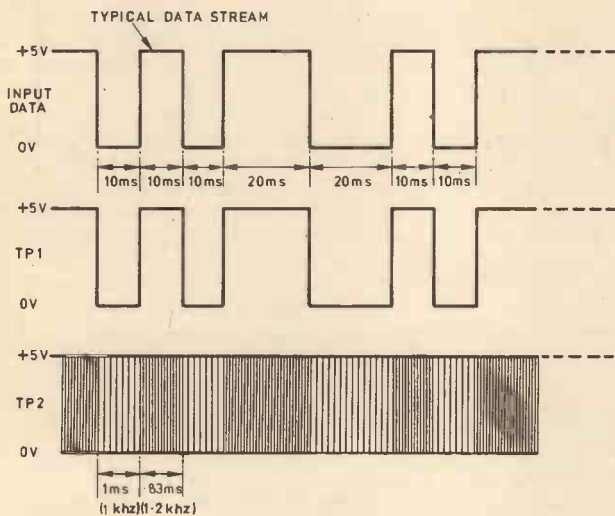 TYPICAL DATA STREAM
+5V
INPUT
DATA
0V
10ms 10ms 10ms 20ms 20ms 10ms 10ms
+5V
TP1
0V
+5V
TP2
0V
1ms ·83ms
(1 khz) (1·2 khz)